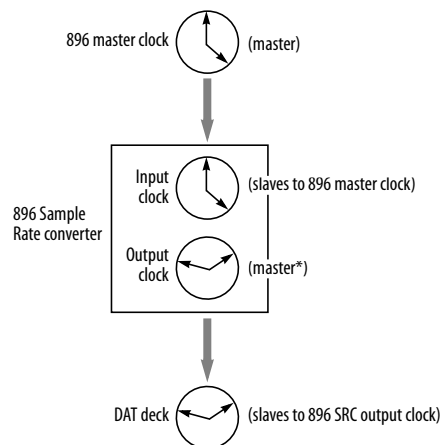 896 master clock (master)
Input
clock (slaves to 896 master clock)
896 Sample
Rate converter
Output
clock (master*)
DAT deck (slaves to 896 SRC output clock)